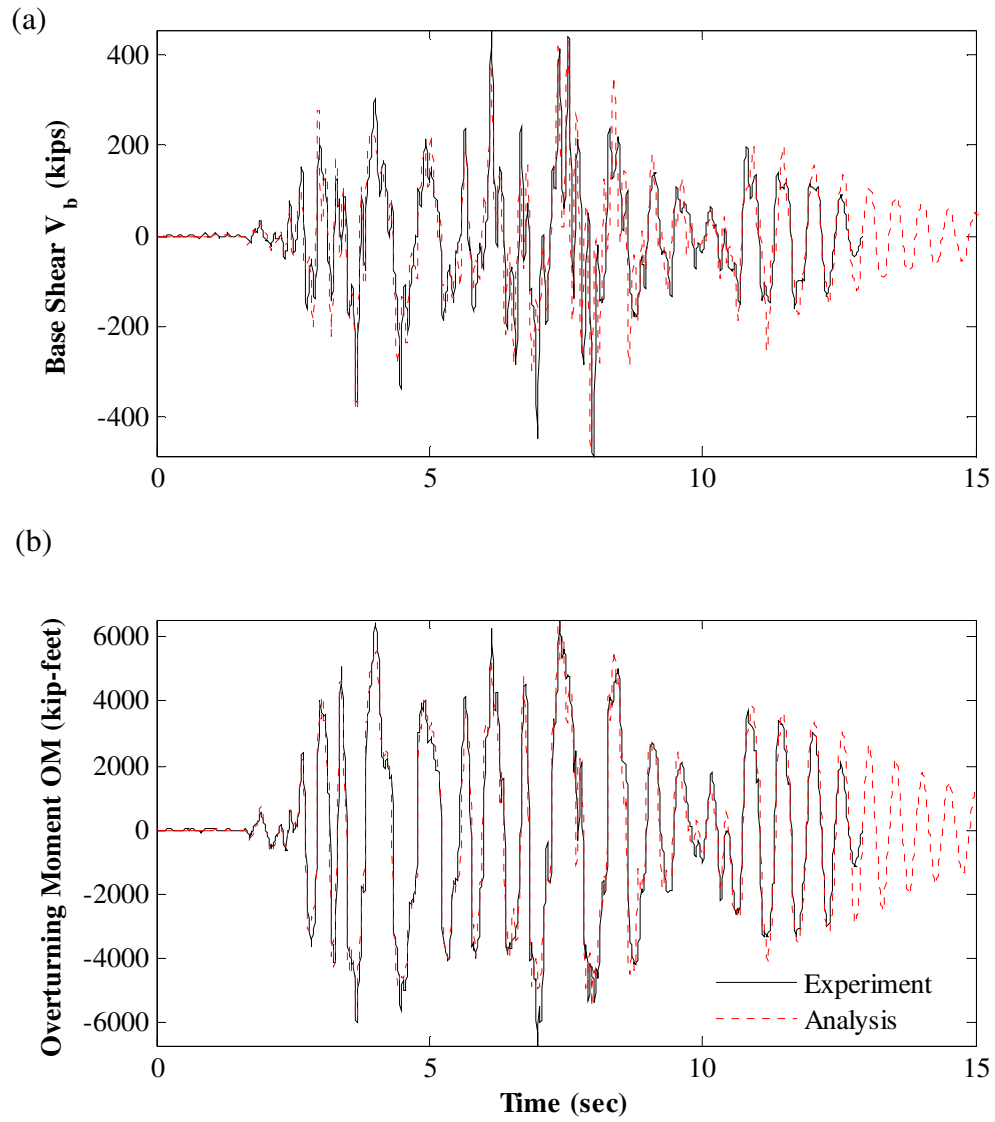 (a)
Base Shear V_b (kips)
400
200
0
-200
-400
0 5 10 15
(b)
Overturning Moment OM (kip-feet)
6000
4000
2000
0
-2000
-4000
-6000
Experiment
Analysis
0 5 10 15
Time (sec)